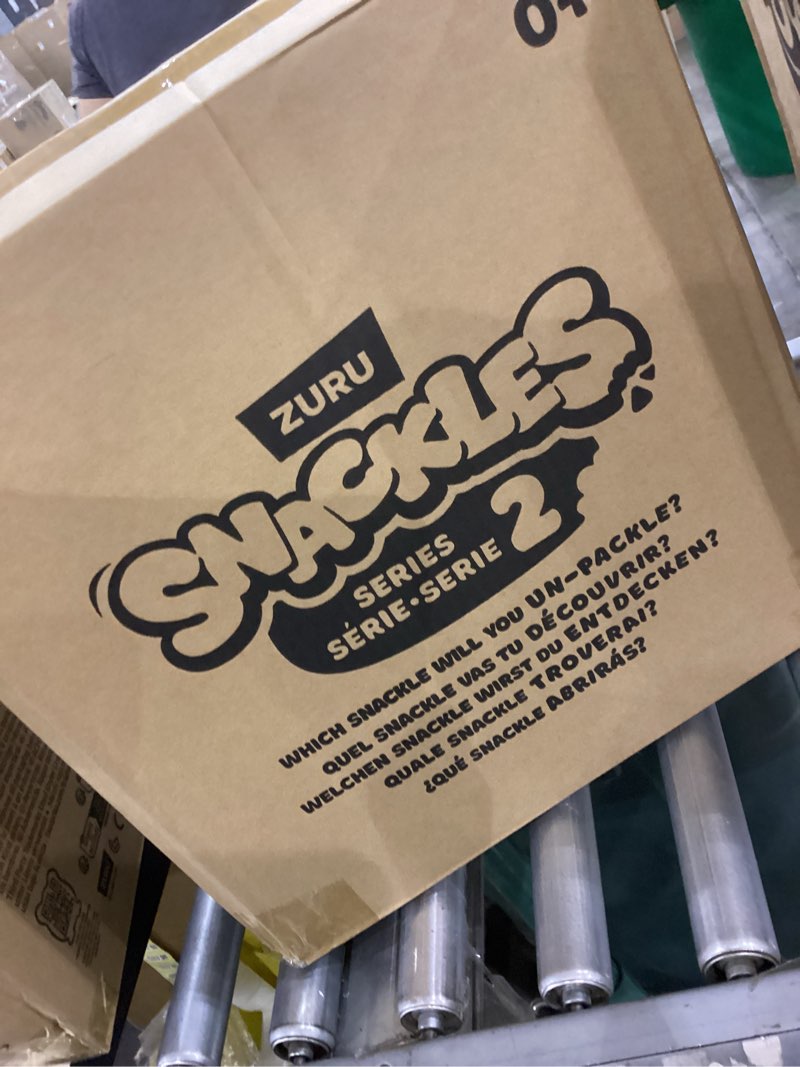 ZURU
SNACKLES
SERIES
SÉRIE•SERIE 2
WHICH SNACKLE WILL YOU UN-PACKLE?
QUEL SNACKLE VAS TU DÉCOUVRIR?
WELCHEN SNACKLE WIRST DU ENTDECKEN?
QUALE SNACKLE TROVERAI?
¿QUÉ SNACKLE ABRIRÁS?